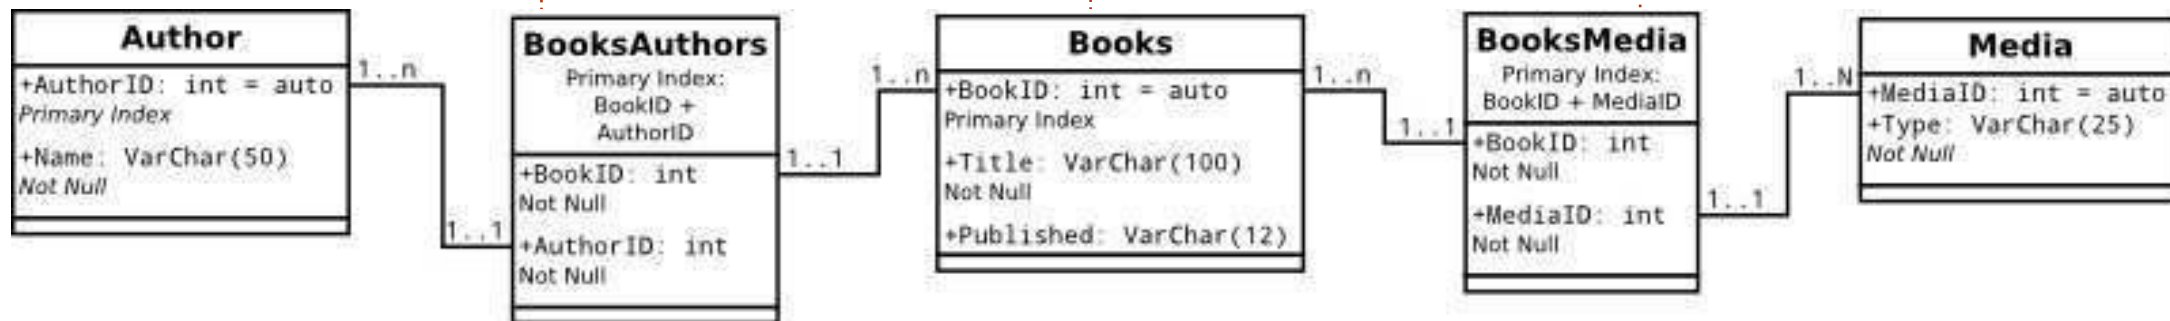 Author
+AuthorID: int = auto
Primary Index
+Name: VarChar(50)
Not Null
1..n
1..1
BooksAuthors
Primary Index:
BookID +
AuthorID
+BookID: int
Not Null
+AuthorID: int
Not Null
1..1
1..n
Books
+BookID: int = auto
Primary Index
+Title: VarChar(100)
Not Null
+Published: VarChar(12)
1..n
1..1
BooksMedia
Primary Index:
BookID + MediaID
+BookID: int
Not Null
+MediaID: int
Not Null
1..1
1..N
Media
+MediaID: int = auto
+Type: VarChar(25)
Not Null